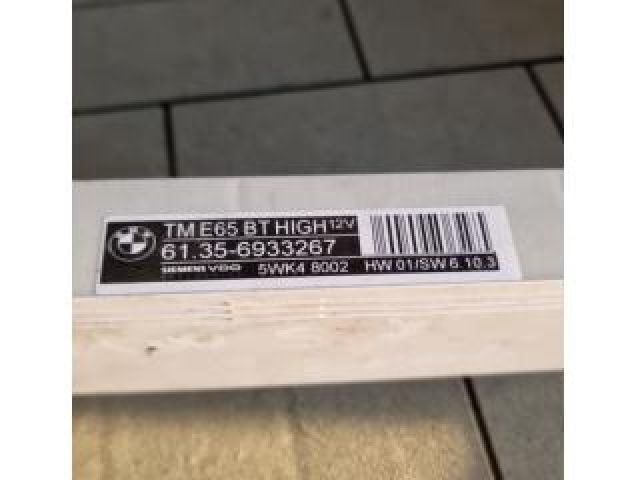 TM E65 BT HIGH 12V
61.35-6933267
SIEMENS VDO 5WK4 8002 HW 01/SW 6.10.3